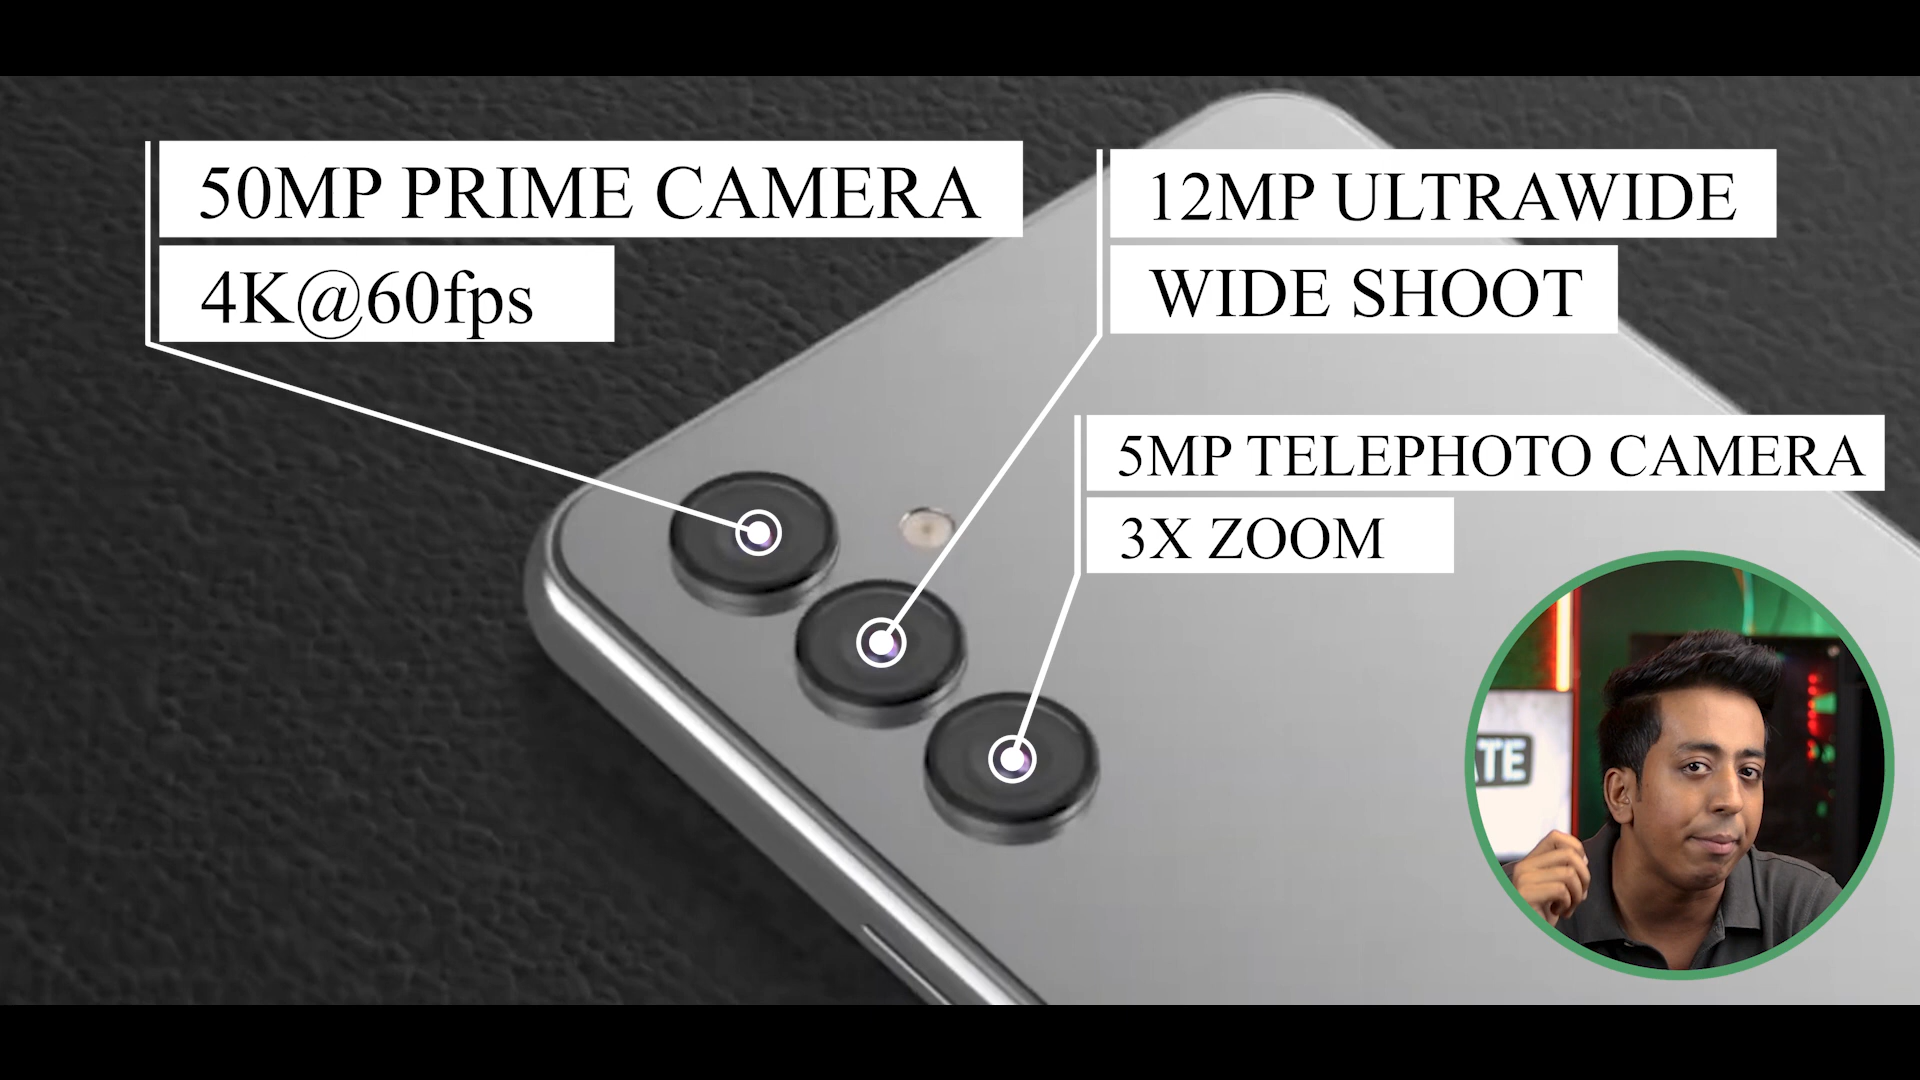 50MP PRIME CAMERA
4K@60fps
12MP ULTRAWIDE
WIDE SHOOT
5MP TELEPHOTO CAMERA
3X ZOOM